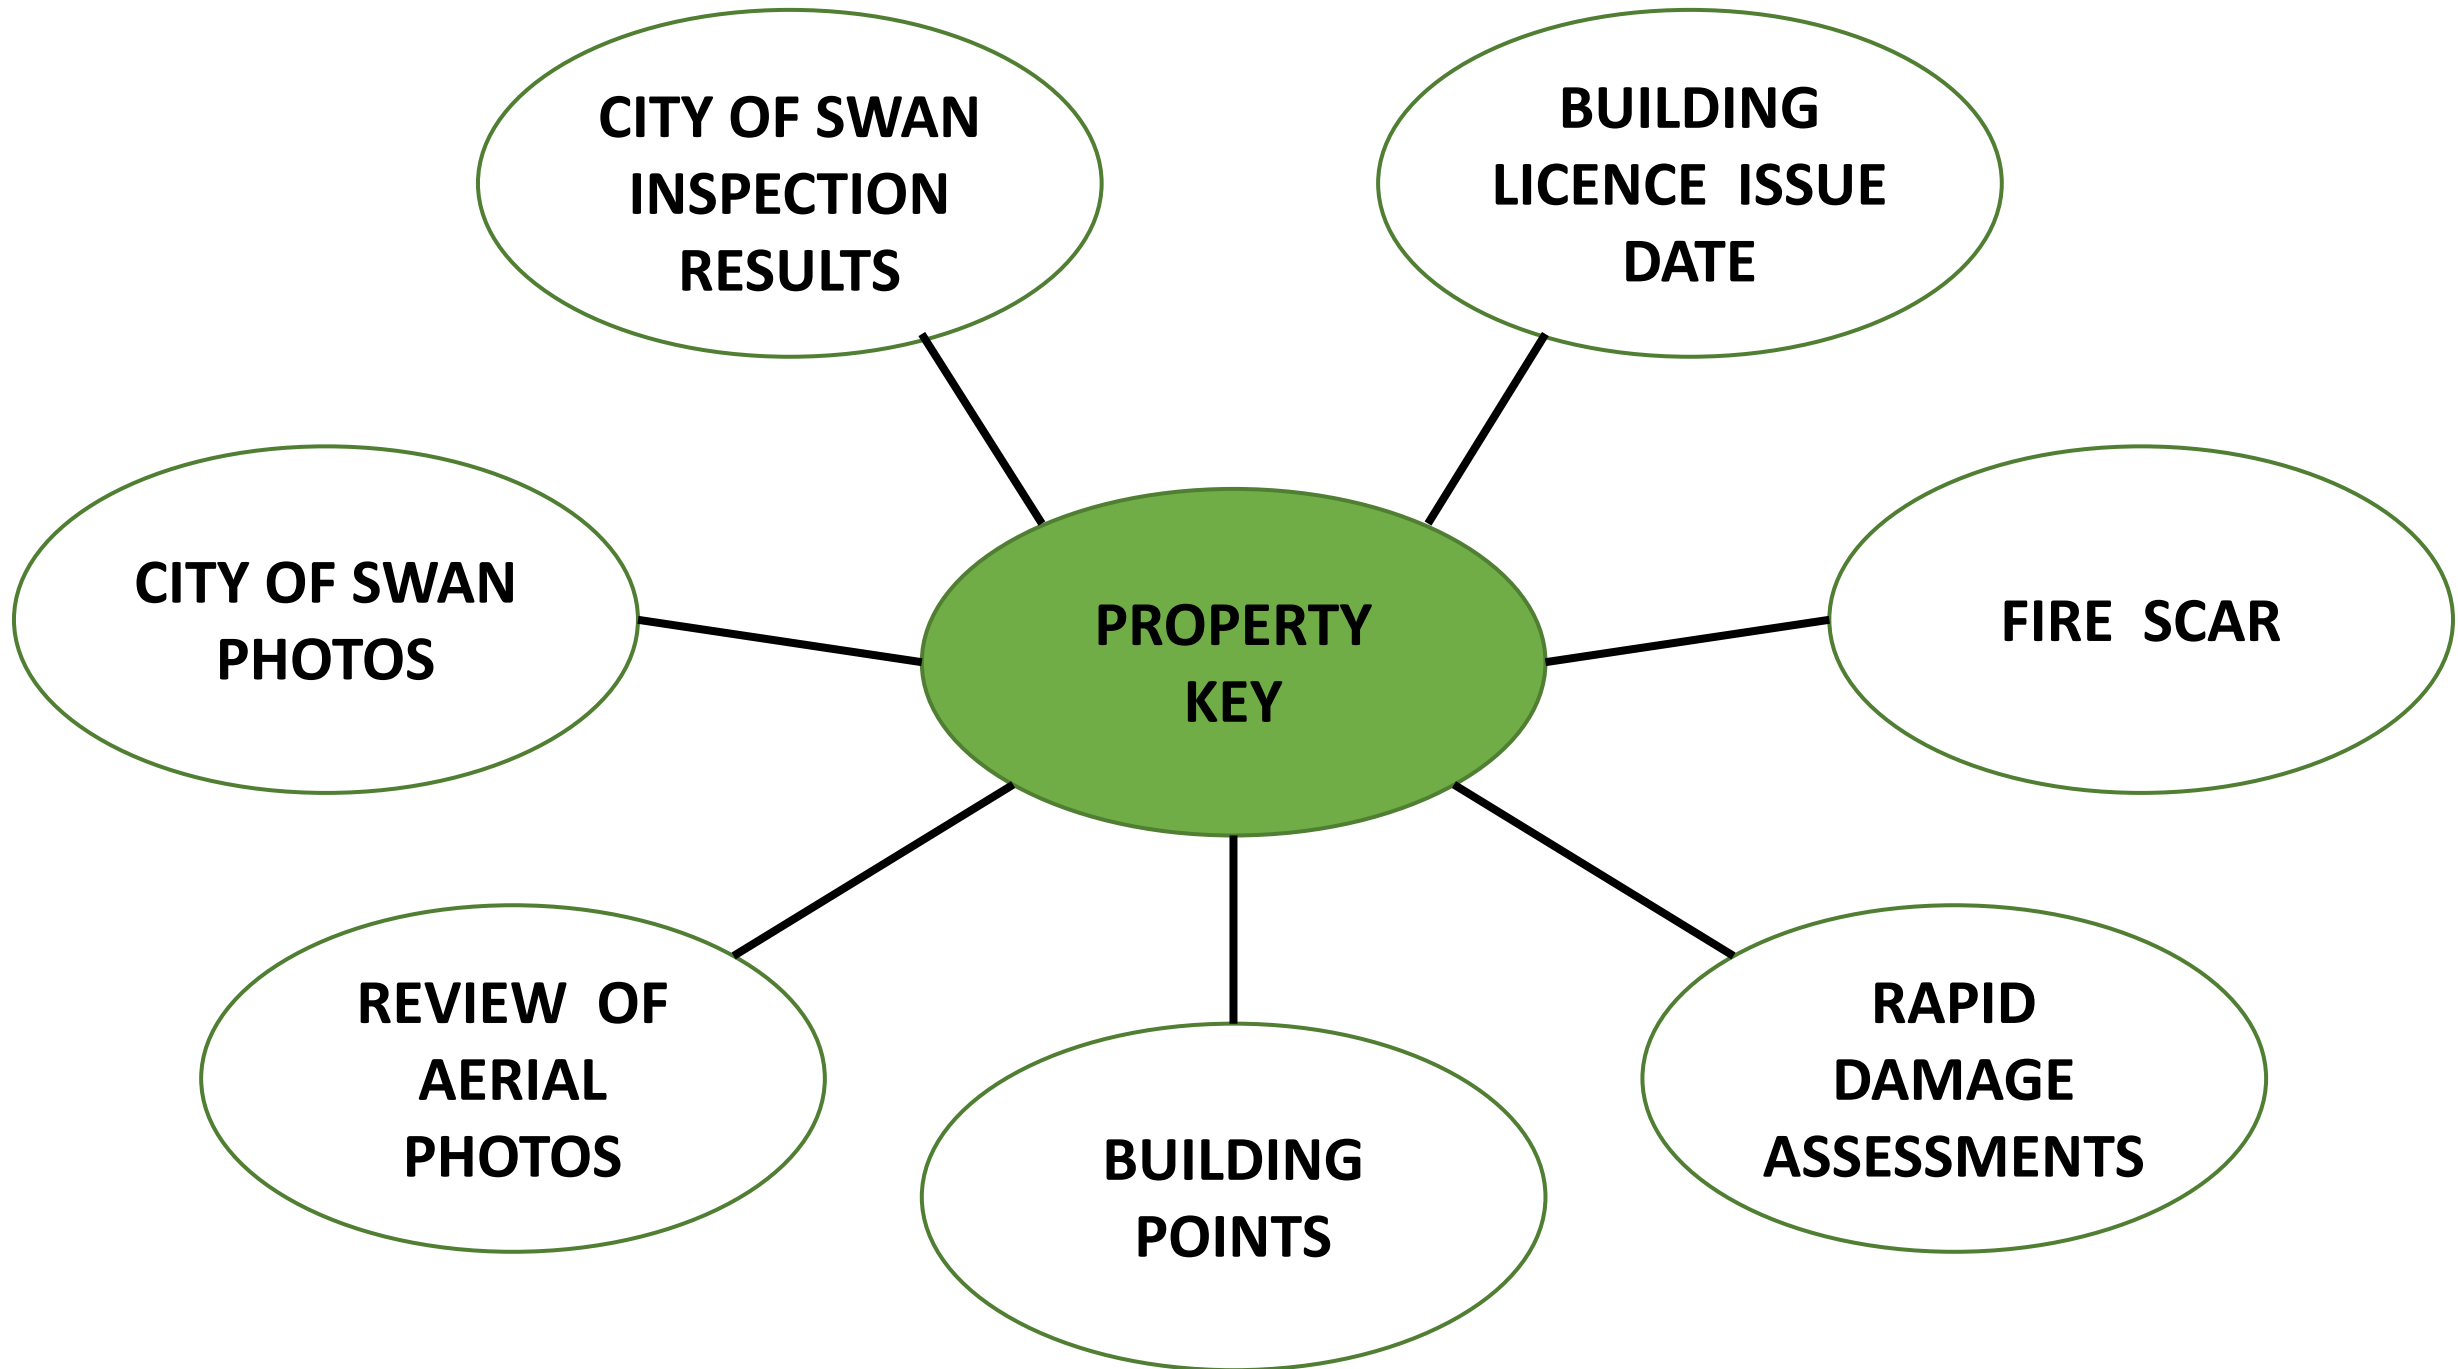 CITY OF SWAN
INSPECTION
RESULTS
BUILDING
LICENCE ISSUE
DATE
CITY OF SWAN
PHOTOS
PROPERTY
KEY
FIRE SCAR
REVIEW OF
AERIAL
PHOTOS
BUILDING
POINTS
RAPID
DAMAGE
ASSESSMENTS